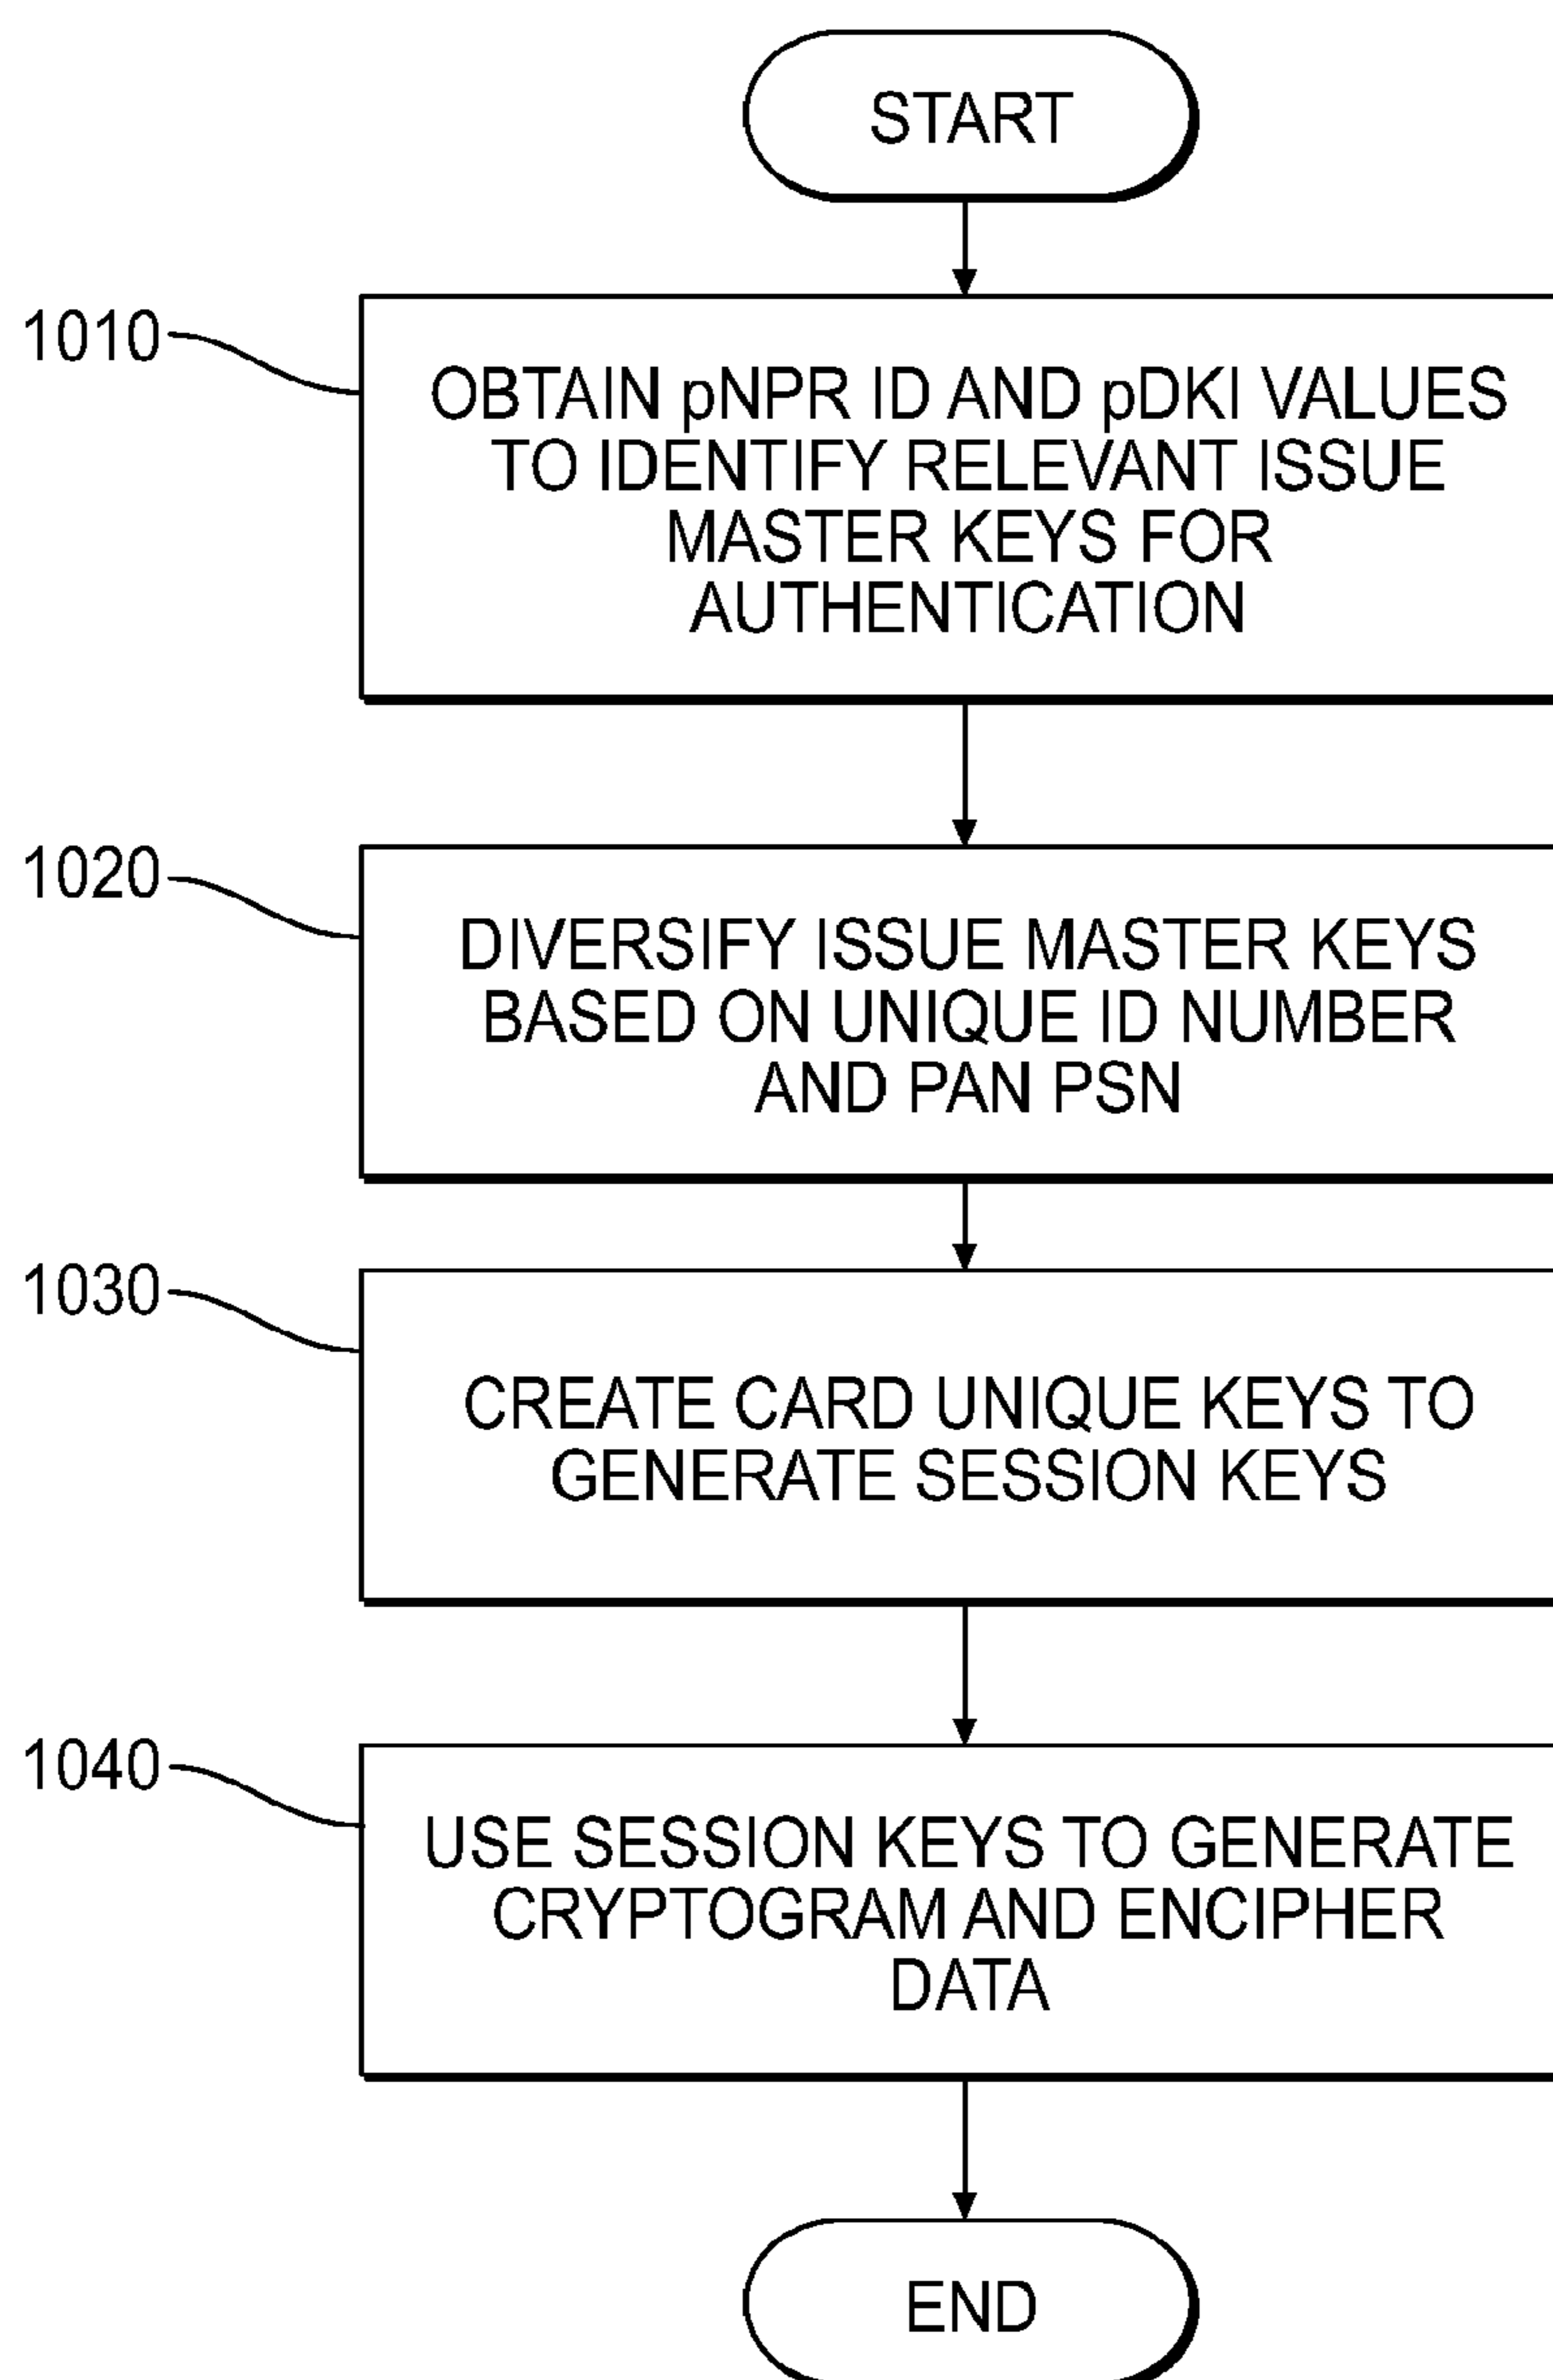 START
1010
OBTAIN pNPR ID AND pDKI VALUES
TO IDENTIFY RELEVANT ISSUE
MASTER KEYS FOR
AUTHENTICATION
1020
DIVERSIFY ISSUE MASTER KEYS
BASED ON UNIQUE ID NUMBER
AND PAN PSN
1030
CREATE CARD UNIQUE KEYS TO
GENERATE SESSION KEYS
1040
USE SESSION KEYS TO GENERATE
CRYPTOGRAM AND ENCIPHER
DATA
END